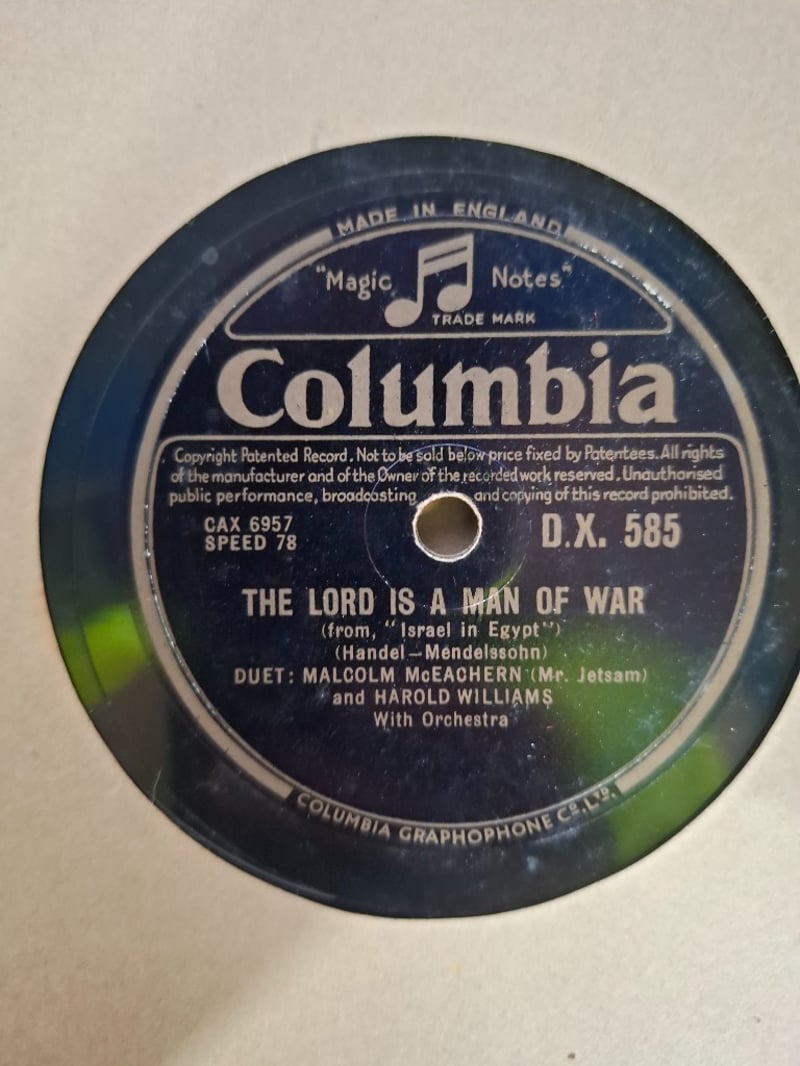 MADE IN ENGLAND
"Magic Notes"
TRADE MARK
Columbia
Copyright Patented Record. Not to be sold below price fixed by Patentees. All rights
of the manufacturer and of the Owner of the recorded work reserved. Unauthorised
public performance, broadcasting and copying of this record prohibited.
CAX 6957
SPEED 78
D.X. 585
THE LORD IS A MAN OF WAR
(from, "Israel in Egypt")
(Handel–Mendelssohn)
DUET: MALCOLM McEACHERN (Mr. Jetsam)
and HAROLD WILLIAMS
With Orchestra
COLUMBIA GRAPHOPHONE Co. LTD.